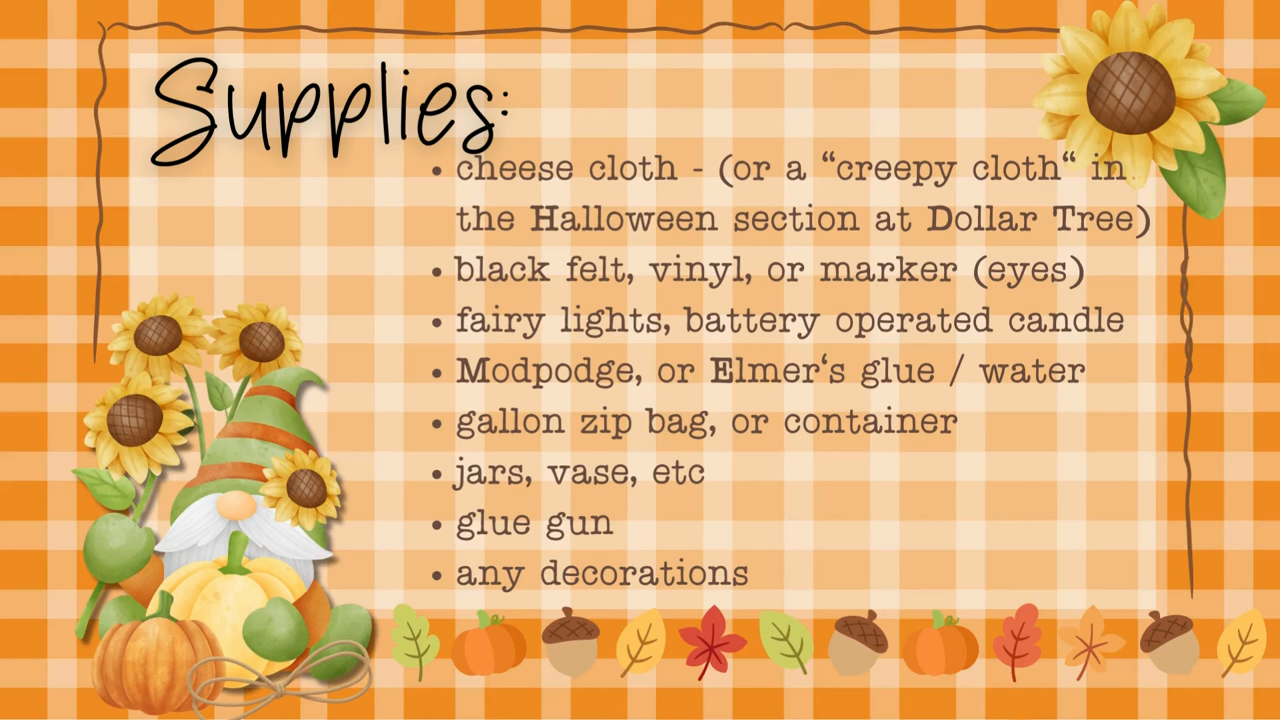 Supplies:
• cheese cloth - (or a “creepy cloth“ in
the Halloween section at Dollar Tree)
• black felt, vinyl, or marker (eyes)
• fairy lights, battery operated candle
• Modpodge, or Elmer‘s glue / water
• gallon zip bag, or container
• jars, vase, etc
• glue gun
• any decorations